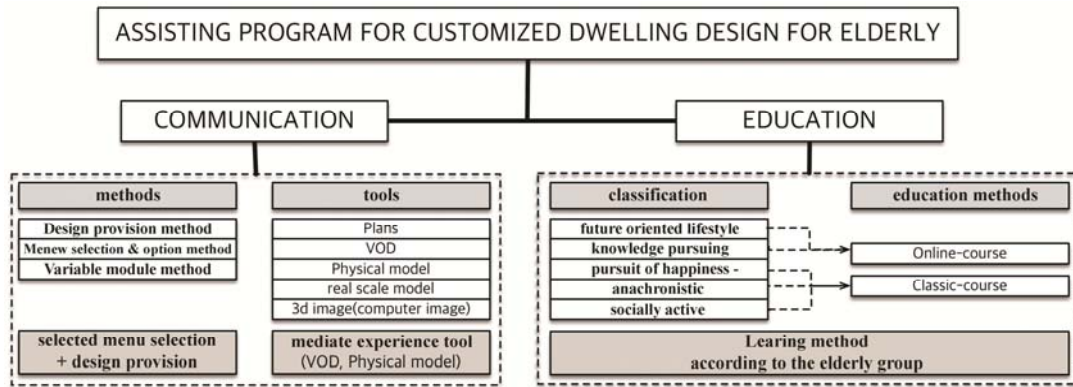 ASSISTING PROGRAM FOR CUSTOMIZED DWELLING DESIGN FOR ELDERLY
COMMUNICATION
EDUCATION
methods
Design provision method
Menew selection & option method
Variable module method
selected menu selection
+ design provision
tools
Plans
VOD
Physical model
real scale model
3d image(computer image)
mediate experience tool
(VOD, Physical model)
classification
future oriented lifestyle
knowledge pursuing
pursuit of happiness -
anachronistic
socially active
education methods
Online-course
Classic-course
Learing method
according to the elderly group